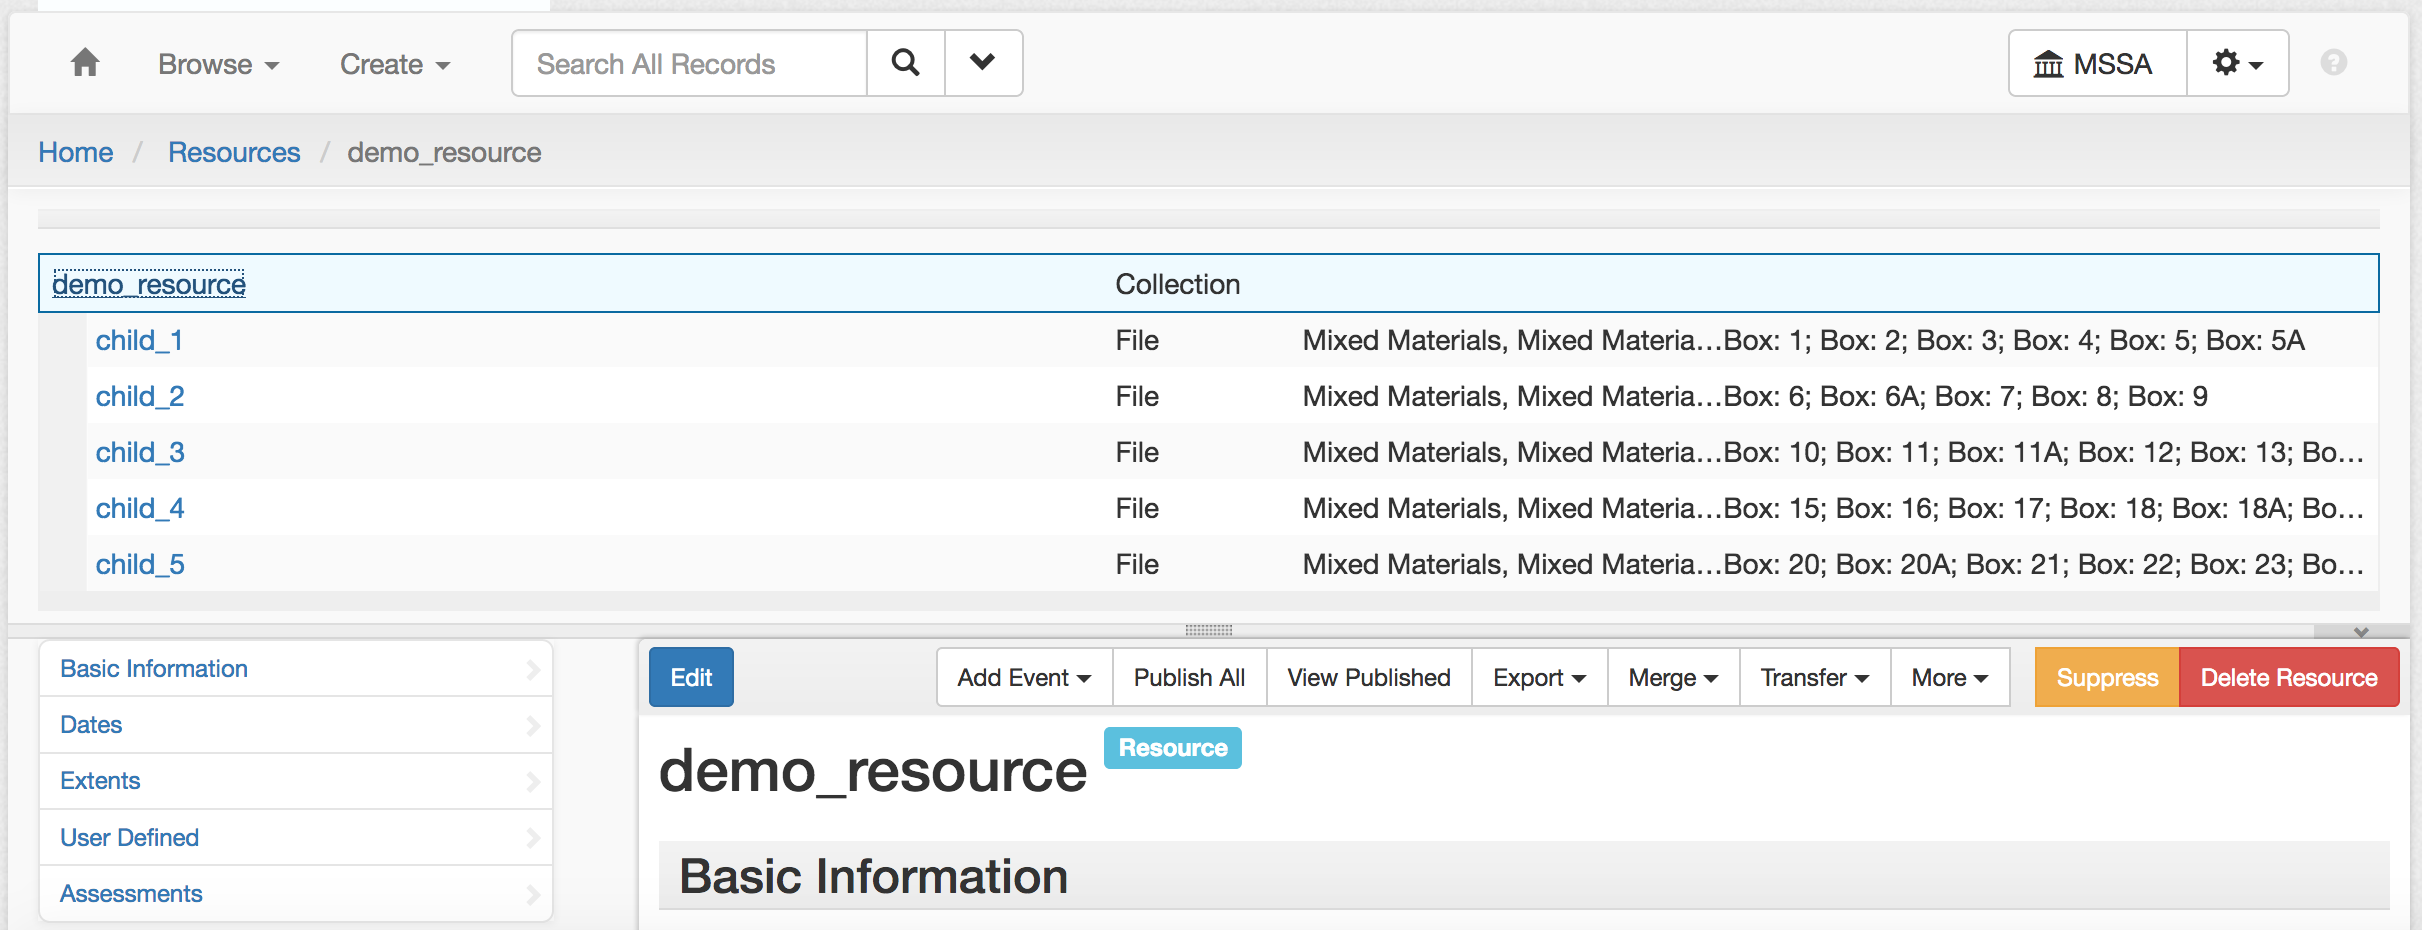 Browse Create Search All Records MSSA ?
Home / Resources / demo_resource
demo_resource Collection
child_1 File Mixed Materials, Mixed Materia…Box: 1; Box: 2; Box: 3; Box: 4; Box: 5; Box: 5A
child_2 File Mixed Materials, Mixed Materia…Box: 6; Box: 6A; Box: 7; Box: 8; Box: 9
child_3 File Mixed Materials, Mixed Materia…Box: 10; Box: 11; Box: 11A; Box: 12; Box: 13; Bo…
child_4 File Mixed Materials, Mixed Materia…Box: 15; Box: 16; Box: 17; Box: 18; Box: 18A; Bo…
child_5 File Mixed Materials, Mixed Materia…Box: 20; Box: 20A; Box: 21; Box: 22; Box: 23; Bo…
Basic Information
Dates
Extents
User Defined
Assessments
Edit Add Event Publish All View Published Export Merge Transfer More Suppress Delete Resource
demo_resource Resource
Basic Information